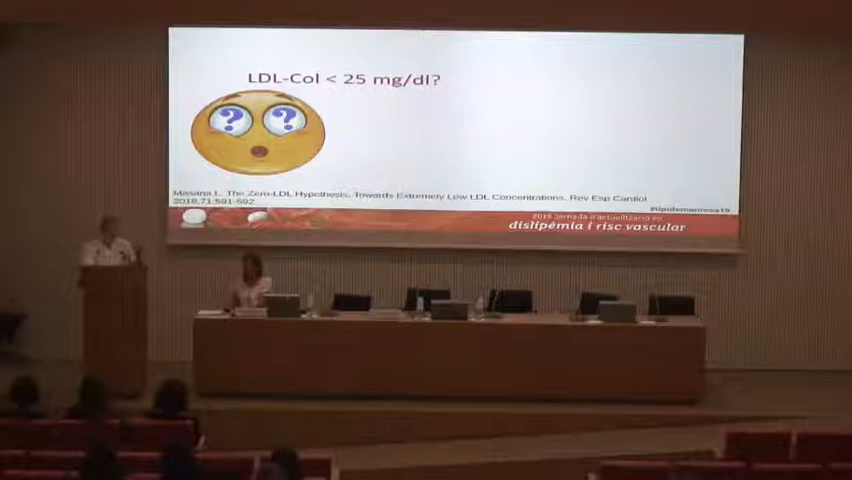 LDL-Col < 25 mg/dl?
? ?
Masana L. The Zero-LDL Hypothesis. Towards Extremely Low LDL Concentrations. Rev Esp Cardiol
2018;71:591-592
2019 Jornada d'actualització en
dislipèmia i risc vascular